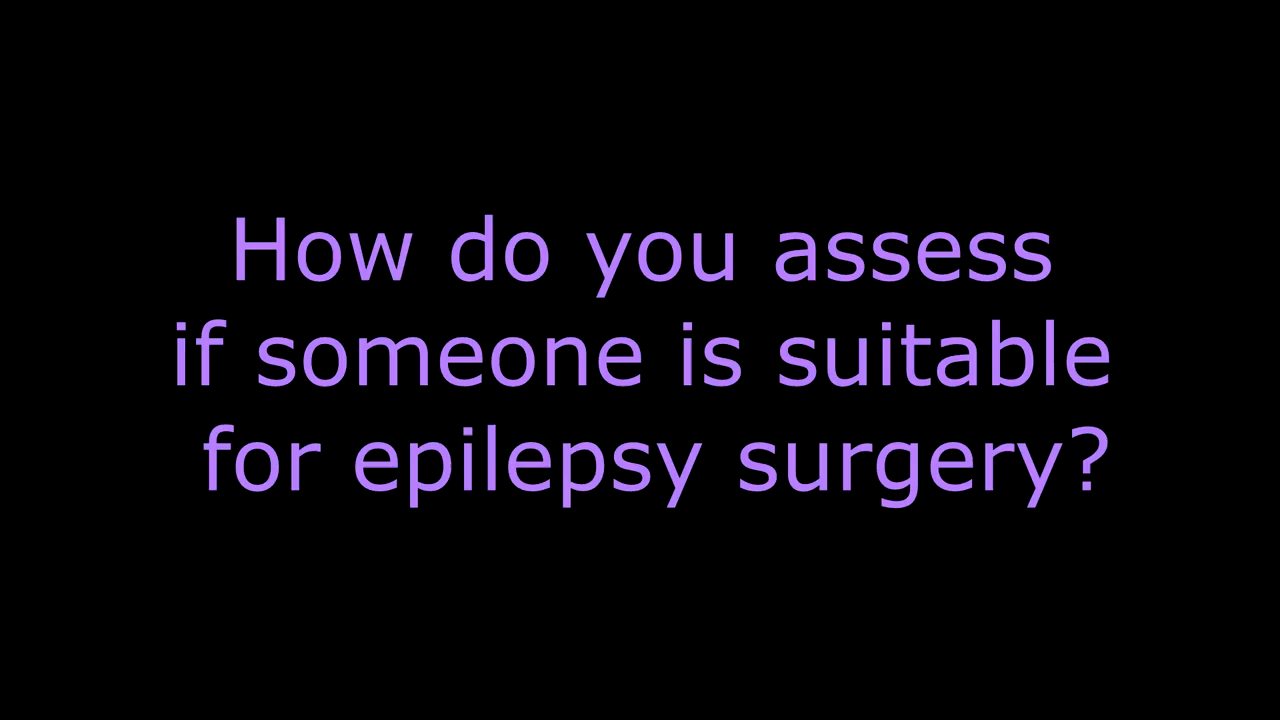 How do you assess
if someone is suitable
for epilepsy surgery?